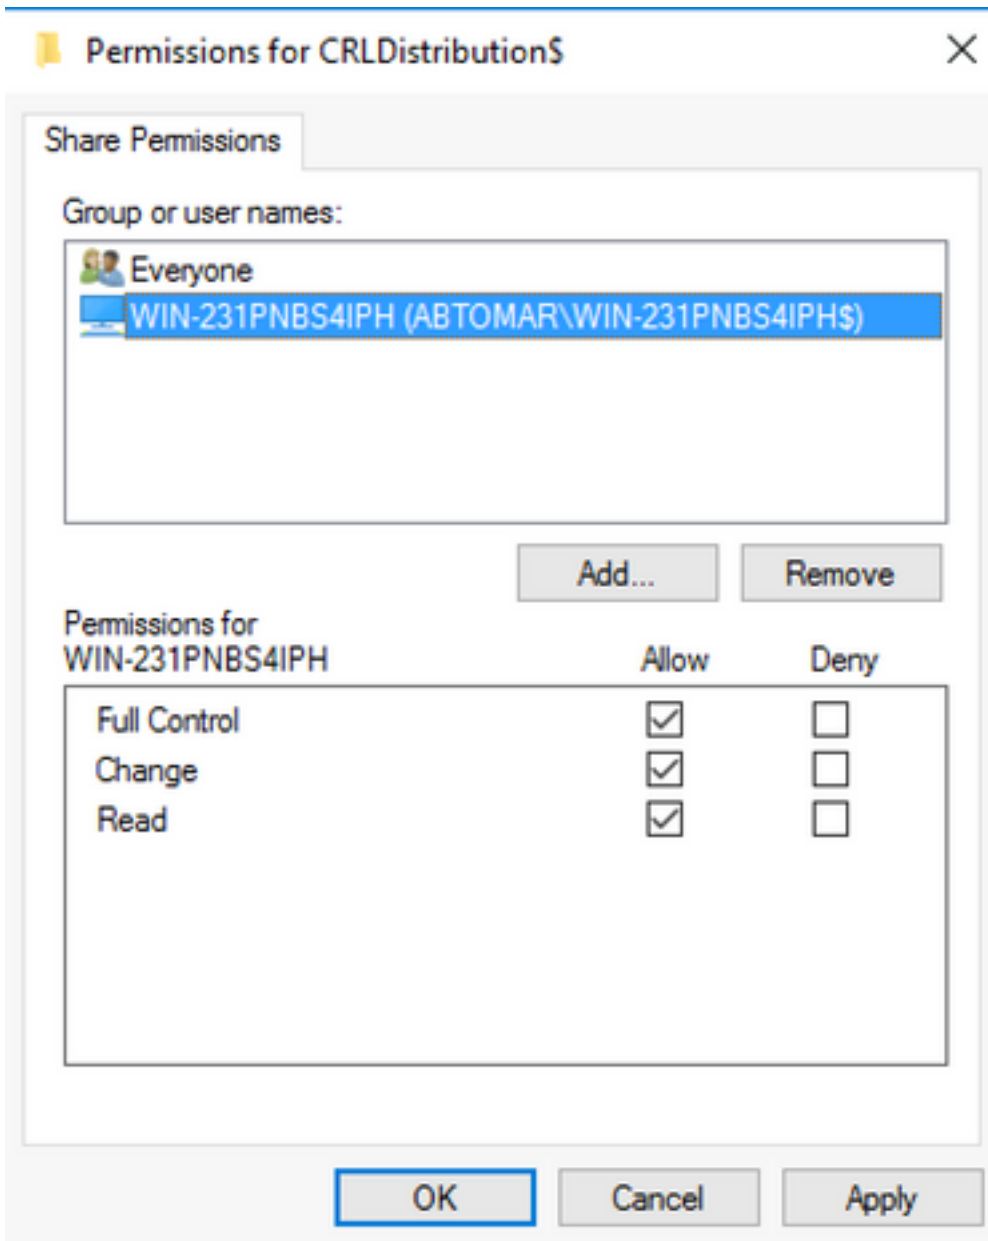 Permissions for CRLDistribution$
Share Permissions
Group or user names:
Everyone
WIN-231PNBS4IPH (ABTOMAR\WIN-231PNBS4IPH$)
Add...
Remove
Permissions for
WIN-231PNBS4IPH
Allow
Deny
Full Control
Change
Read
OK
Cancel
Apply